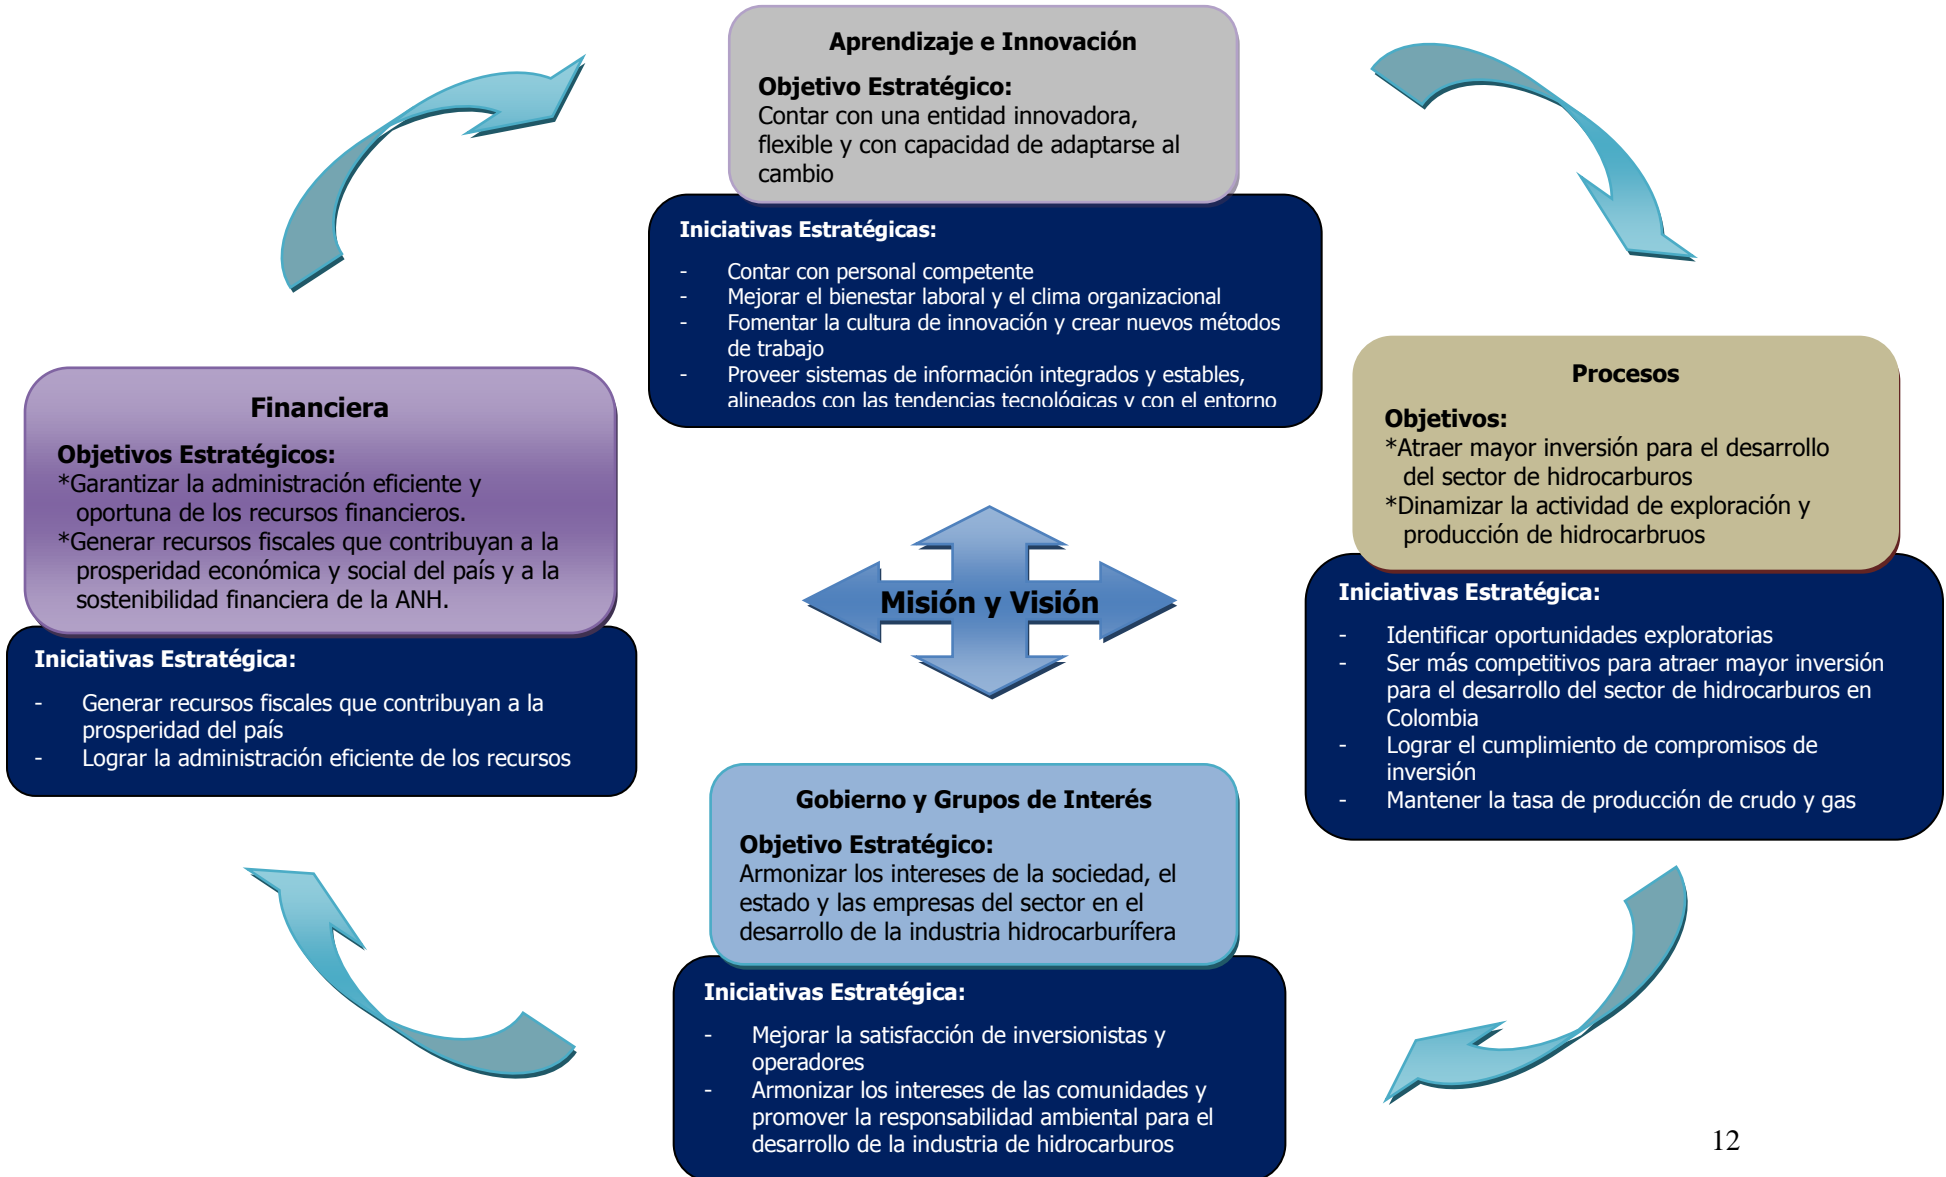 Aprendizaje e Innovación
Objetivo Estratégico:
Contar con una entidad innovadora,
flexible y con capacidad de adaptarse al
cambio
Iniciativas Estratégicas:
- Contar con personal competente
- Mejorar el bienestar laboral y el clima organizacional
- Fomentar la cultura de innovación y crear nuevos métodos
de trabajo
- Proveer sistemas de información integrados y estables,
alineados con las tendencias tecnológicas y con el entorno
Financiera
Objetivos Estratégicos:
*Garantizar la administración eficiente y
oportuna de los recursos financieros.
*Generar recursos fiscales que contribuyan a la
prosperidad económica y social del país y a la
sostenibilidad financiera de la ANH.
Iniciativas Estratégica:
- Generar recursos fiscales que contribuyan a la
prosperidad del país
- Lograr la administración eficiente de los recursos
Misión y Visión
Procesos
Objetivos:
*Atraer mayor inversión para el desarrollo
del sector de hidrocarburos
*Dinamizar la actividad de exploración y
producción de hidrocarbruos
Iniciativas Estratégica:
- Identificar oportunidades exploratorias
- Ser más competitivos para atraer mayor inversión
para el desarrollo del sector de hidrocarburos en
Colombia
- Lograr el cumplimiento de compromisos de
inversión
- Mantener la tasa de producción de crudo y gas
Gobierno y Grupos de Interés
Objetivo Estratégico:
Armonizar los intereses de la sociedad, el
estado y las empresas del sector en el
desarrollo de la industria hidrocarburífera
Iniciativas Estratégica:
- Mejorar la satisfacción de inversionistas y
operadores
- Armonizar los intereses de las comunidades y
promover la responsabilidad ambiental para el
desarrollo de la industria de hidrocarburos
12